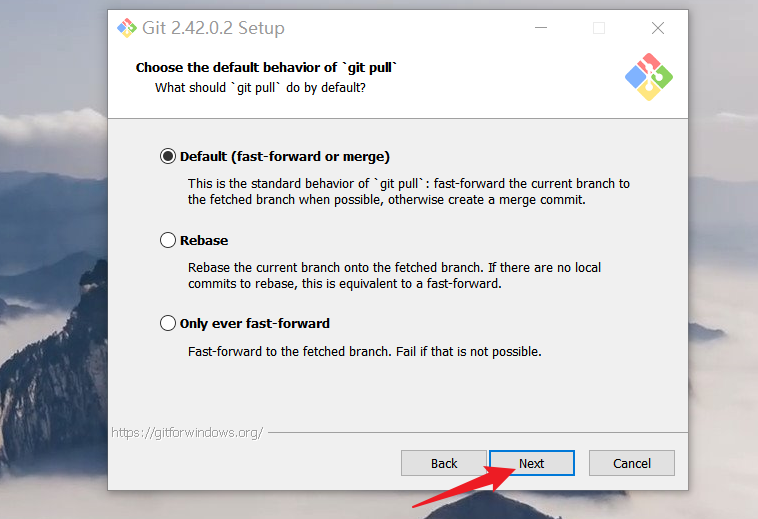 Git 2.42.0.2 Setup
Choose the default behavior of `git pull`
What should `git pull` do by default?
Default (fast-forward or merge)
This is the standard behavior of `git pull`: fast-forward the current branch to
the fetched branch when possible, otherwise create a merge commit.
Rebase
Rebase the current branch onto the fetched branch. If there are no local
commits to rebase, this is equivalent to a fast-forward.
Only ever fast-forward
Fast-forward to the fetched branch. Fail if that is not possible.
https://gitforwindows.org/
Back Next Cancel